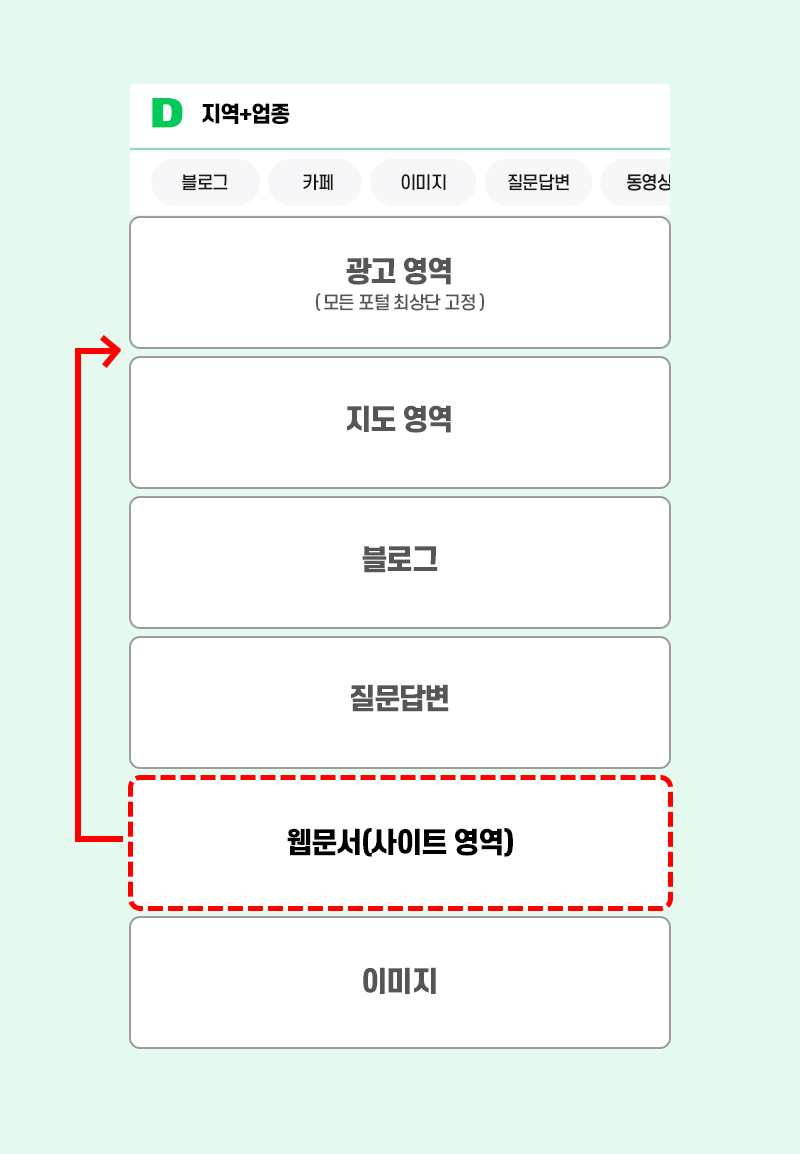 D 지역+업종
블로그 카페 이미지 질문답변 동영상
광고 영역
( 모든 포털 최상단 고정 )
지도 영역
블로그
질문답변
웹문서(사이트 영역)
이미지